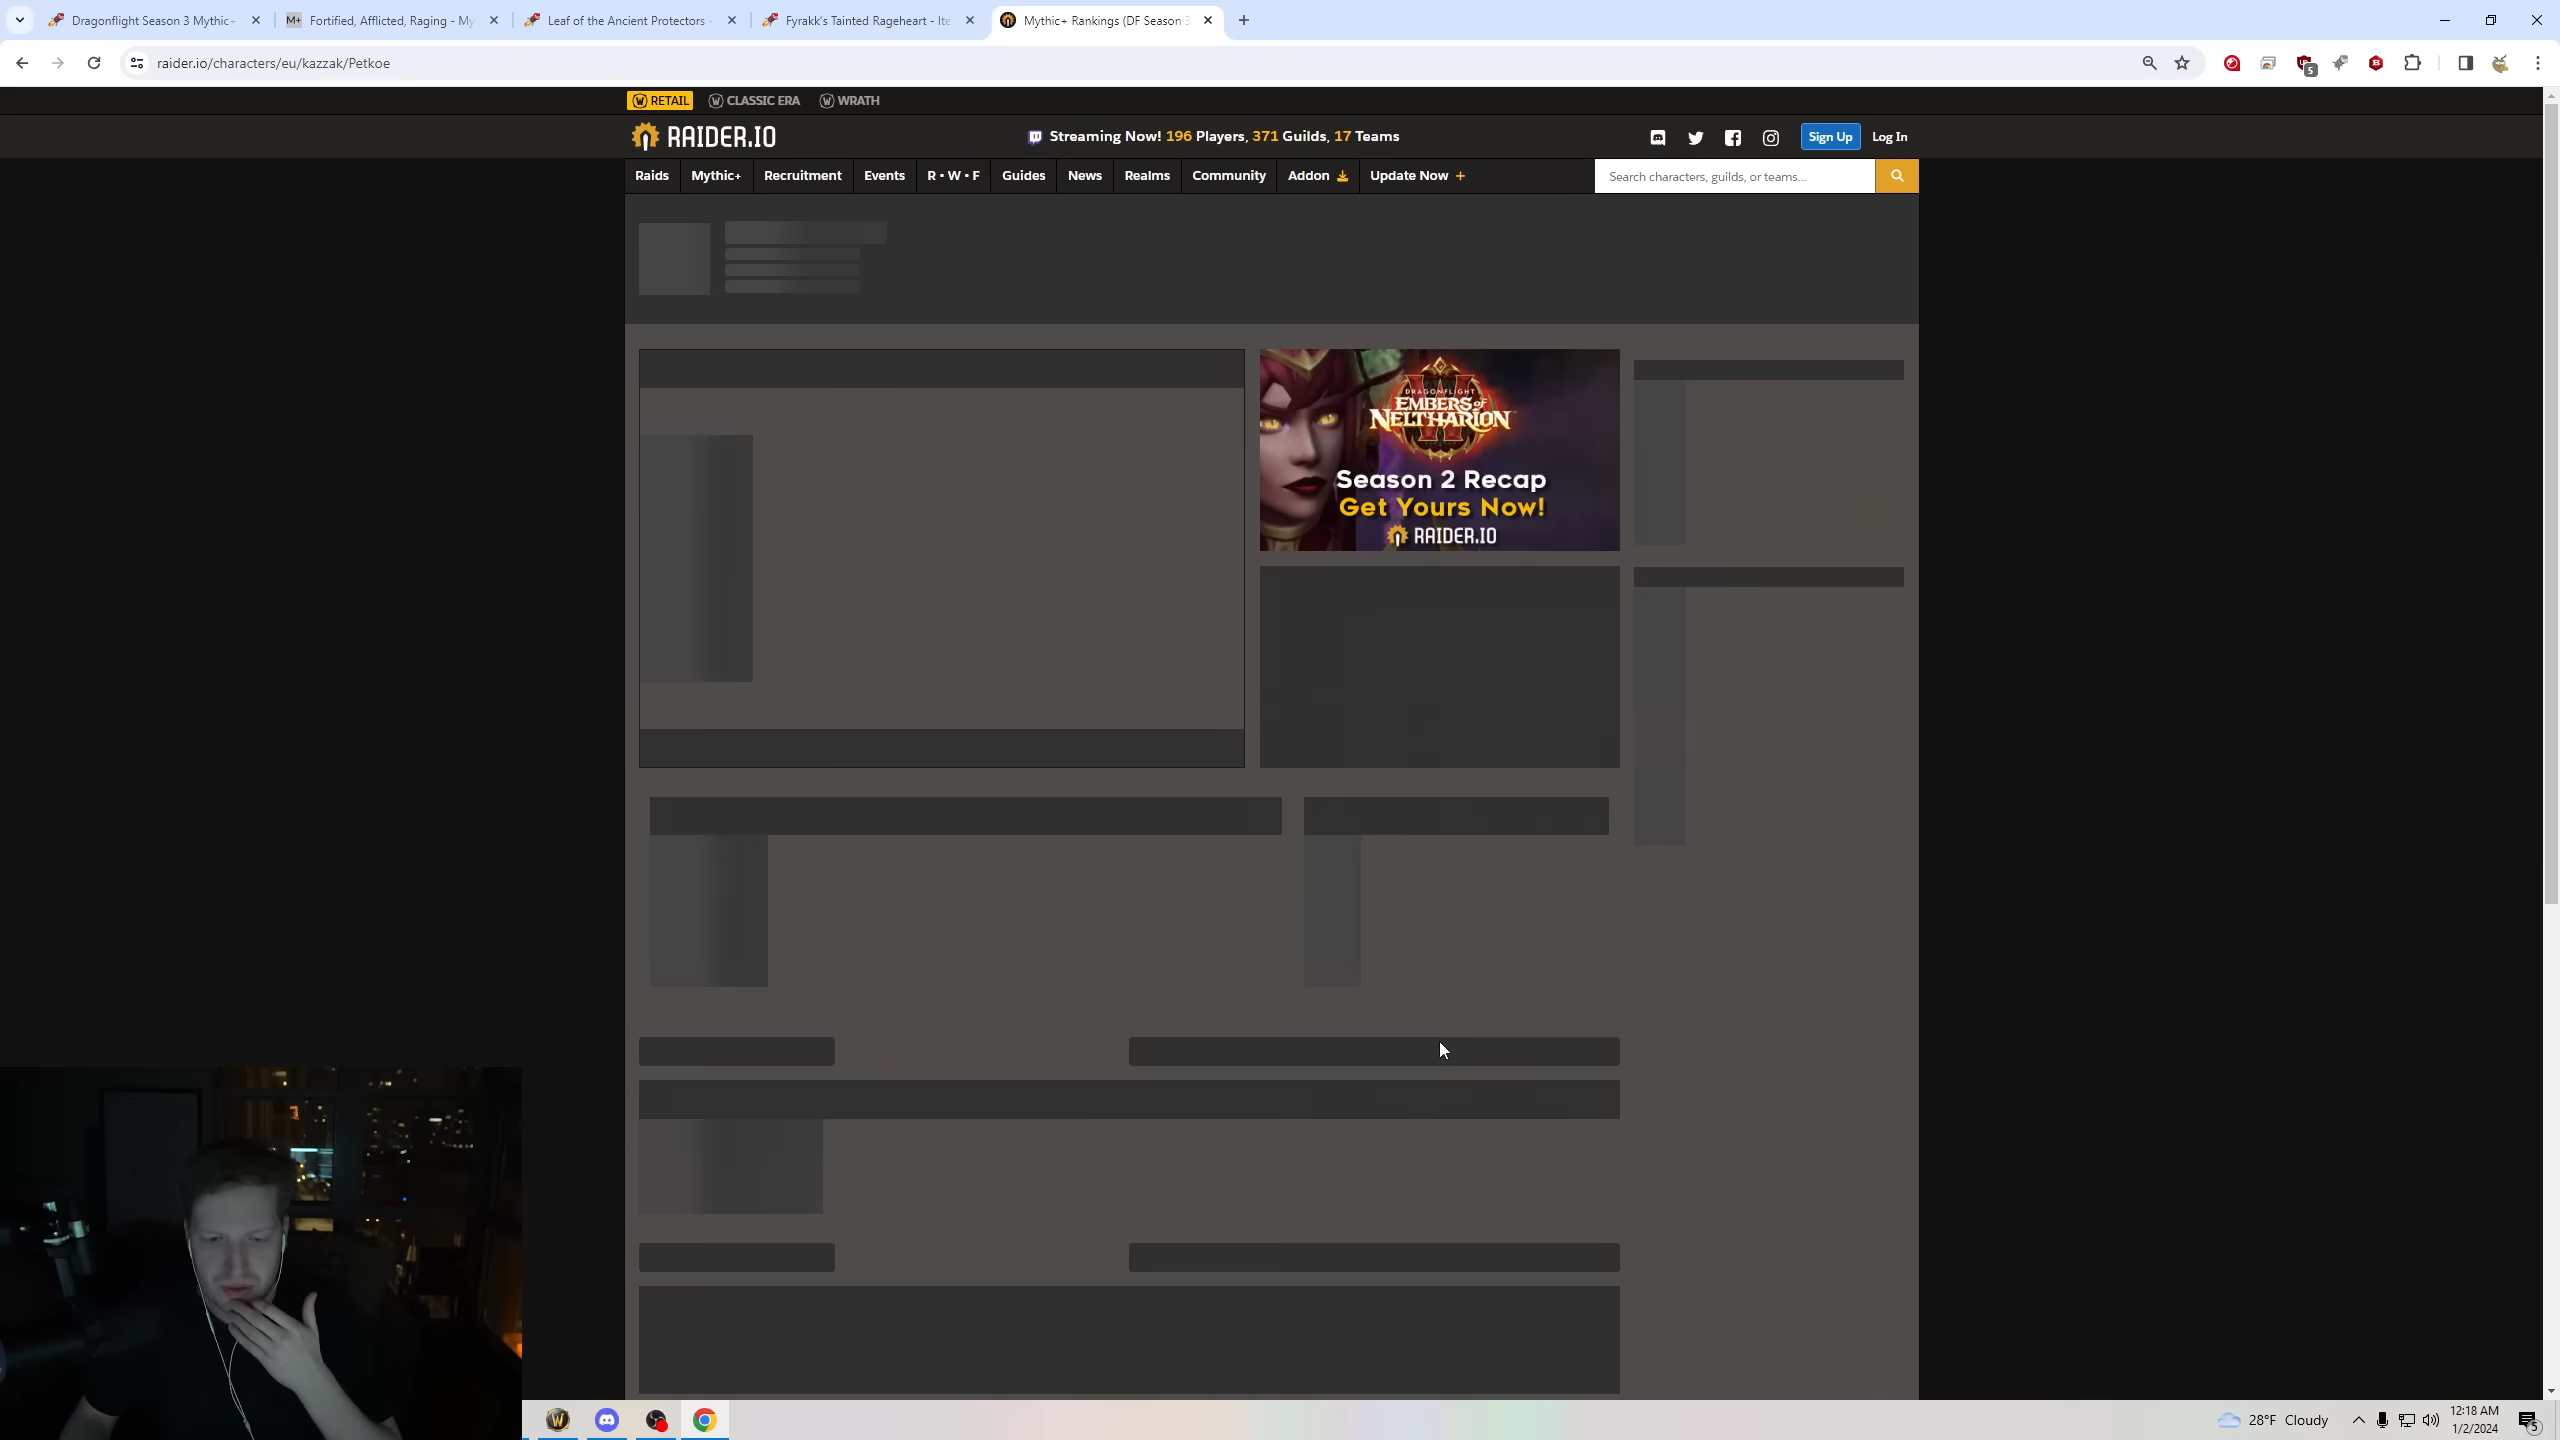 Dragonflight Season 3 Mythic+
M+ Fortified, Afflicted, Raging - My
Leaf of the Ancient Protectors -
Fyrakk's Tainted Rageheart - Ite
Mythic+ Rankings (DF Season 3
raider.io/characters/eu/kazzak/Petkoe
5
RETAIL CLASSIC ERA WRATH
RAIDER.IO
Streaming Now! 196 Players, 371 Guilds, 17 Teams
Sign Up Log In
Raids Mythic+ Recruitment Events R • W • F Guides News Realms Community Addon Update Now +
Search characters, guilds, or teams...
DRAGONFLIGHT
EMBERS of
NELTHARION
Season 2 Recap
Get Yours Now!
RAIDER.IO
28°F Cloudy
12:18 AM
1/2/2024
5